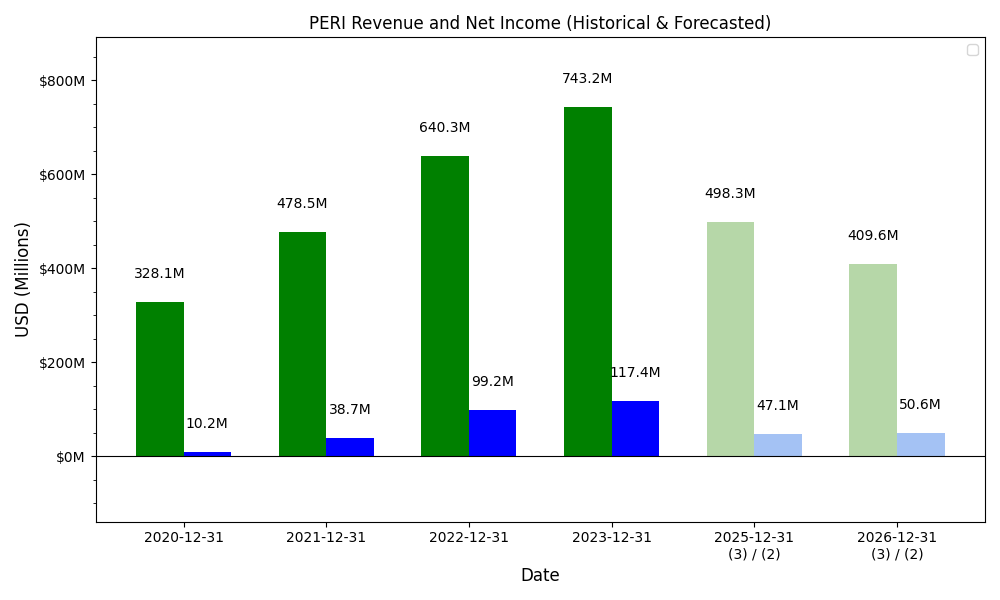 PERI Revenue and Net Income (Historical & Forecasted)
USD (Millions)
$800M
$600M
$400M
$200M
$0M
328.1M
10.2M
478.5M
38.7M
640.3M
99.2M
743.2M
117.4M
498.3M
47.1M
409.6M
50.6M
2020-12-31
2021-12-31
2022-12-31
2023-12-31
2025-12-31
(3) / (2)
2026-12-31
(3) / (2)
Date